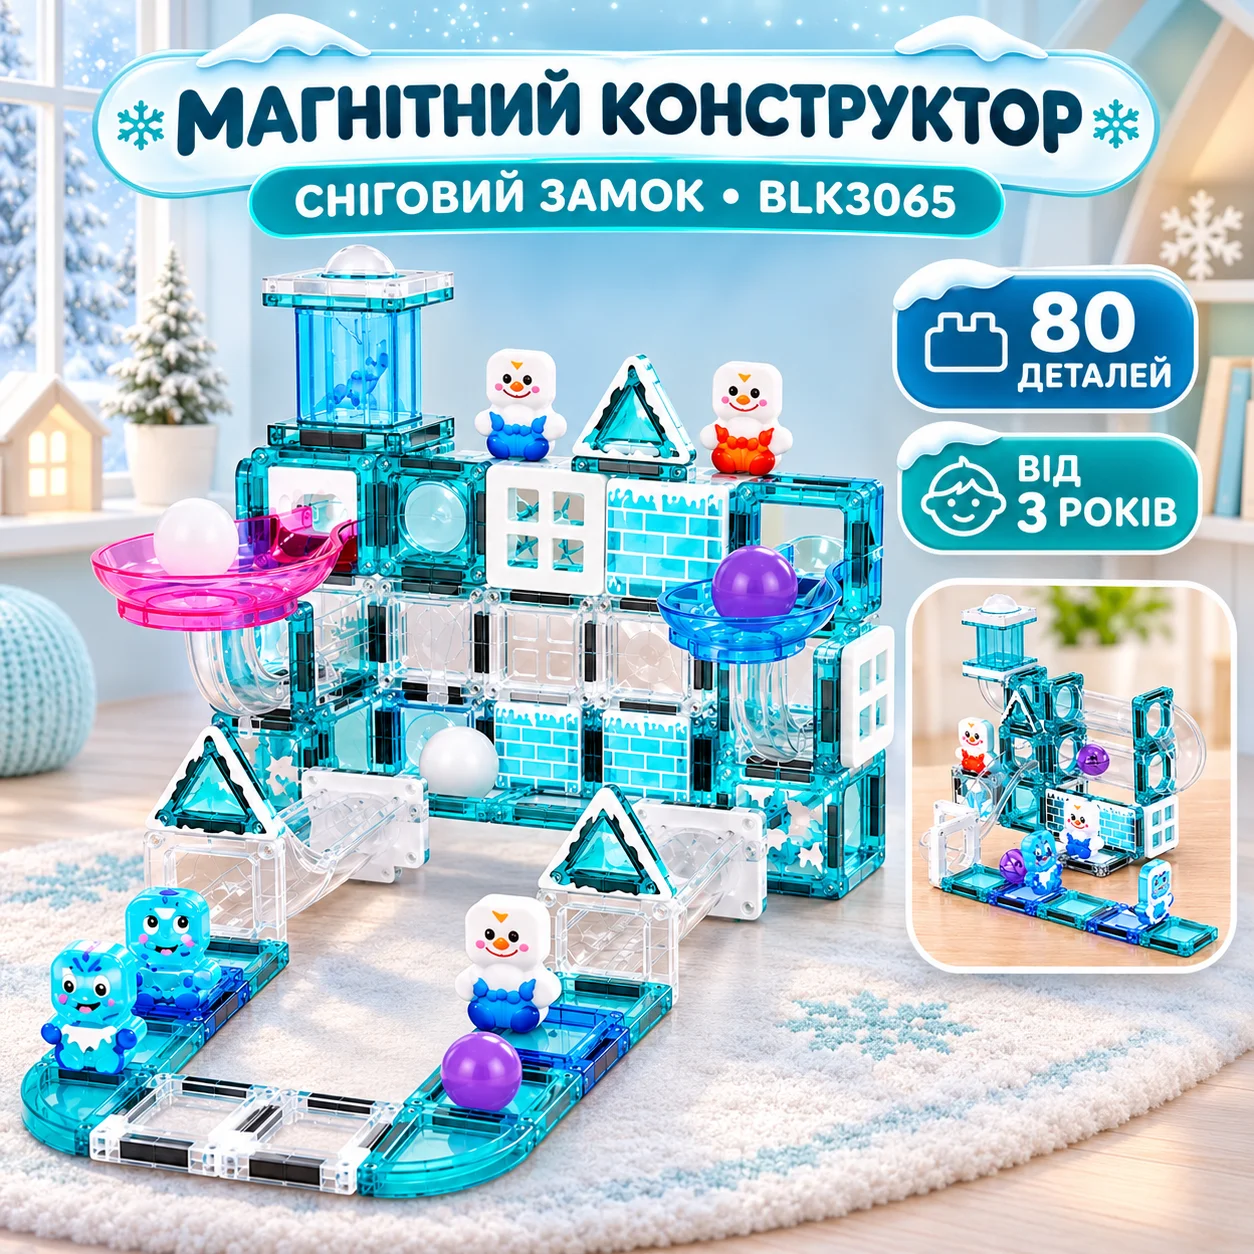 МАГНІТНИЙ КОНСТРУКТОР
СНІГОВИЙ ЗАМОК • BLK3065
80
ДЕТАЛЕЙ
ВІД
3 РОКІВ